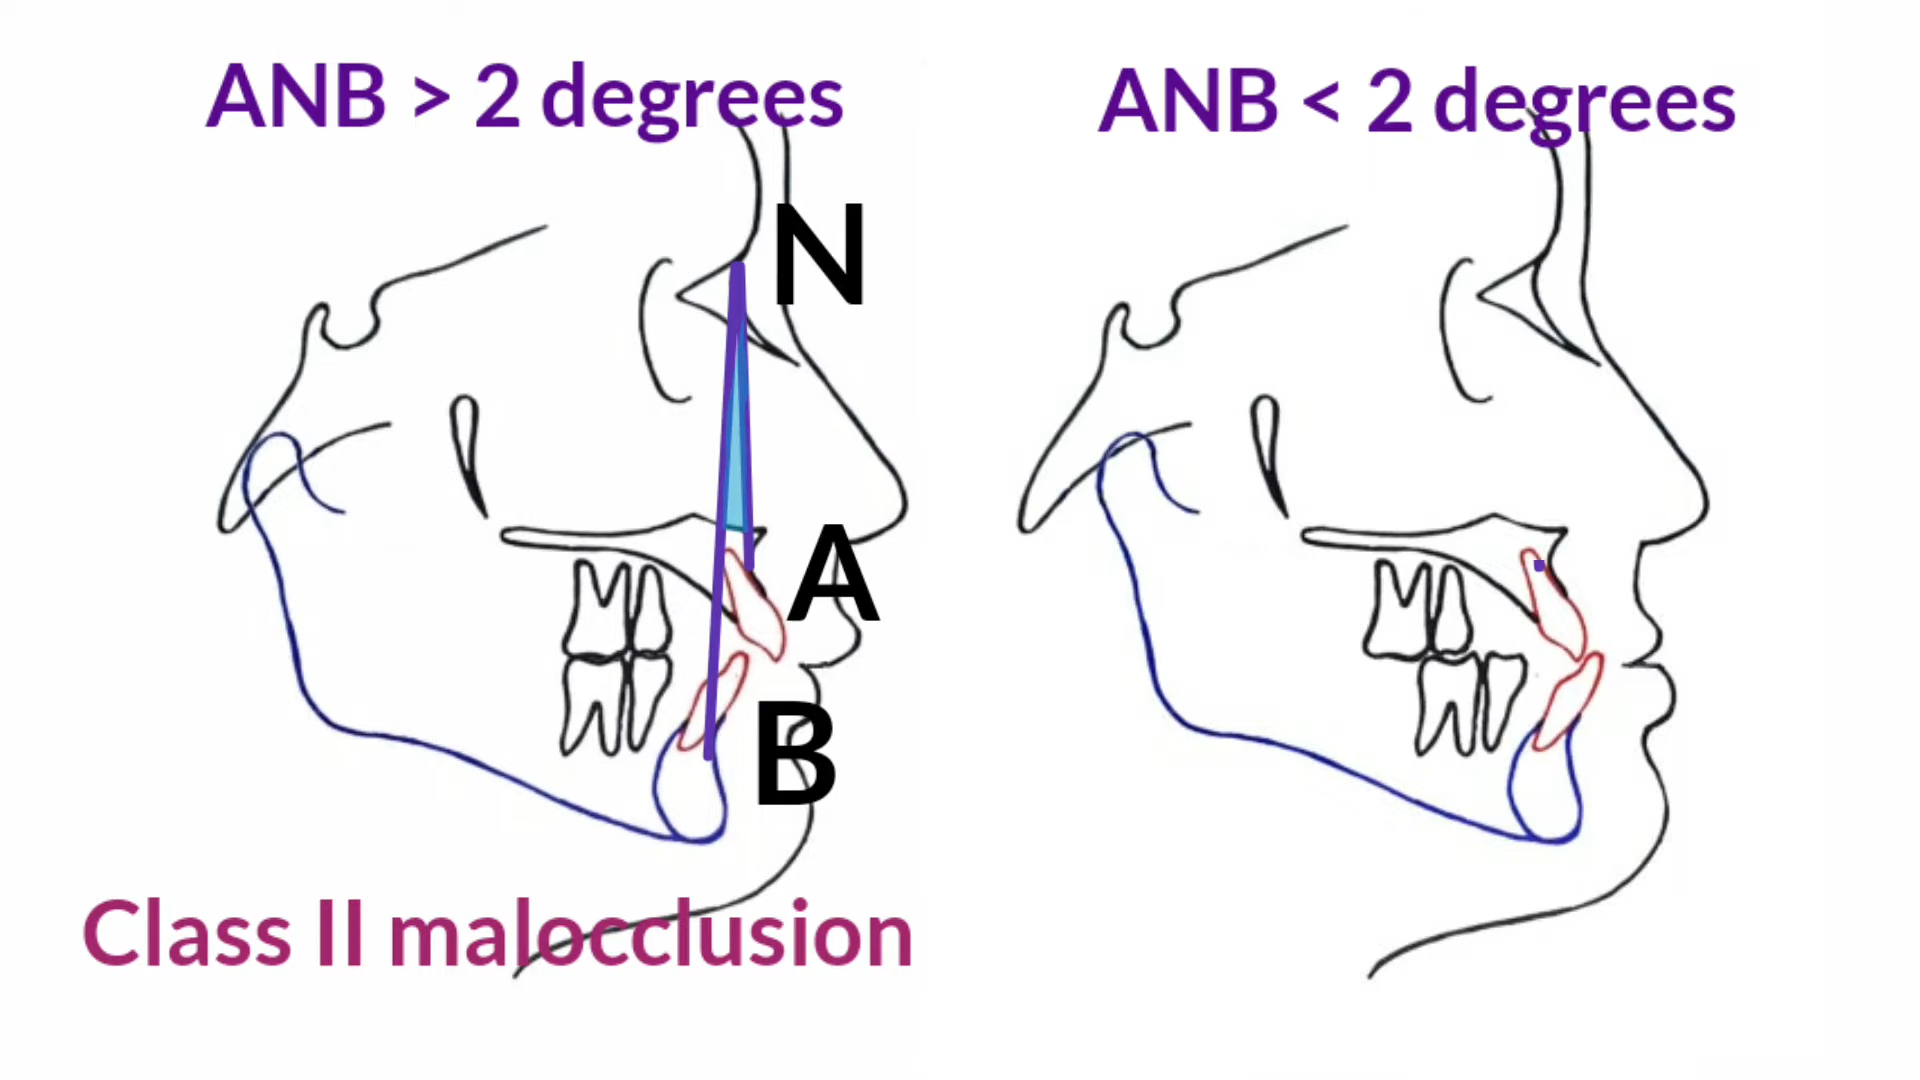 ANB > 2 degrees
ANB < 2 degrees
N
A
B
Class II malocclusion